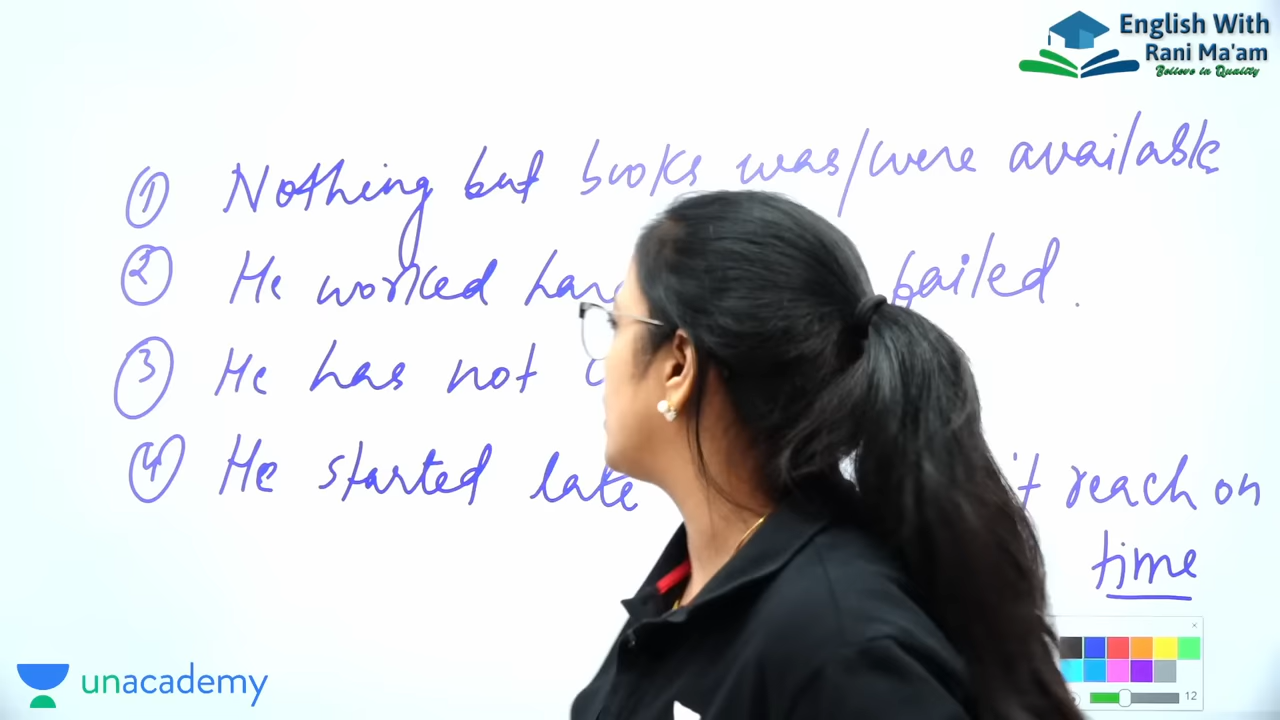 English With
Rani Ma'am
Believe in Quality
① Nothing but books was/were available
② He worked failed.
③ He has not
④ He started late reach on
time
unacademy
12